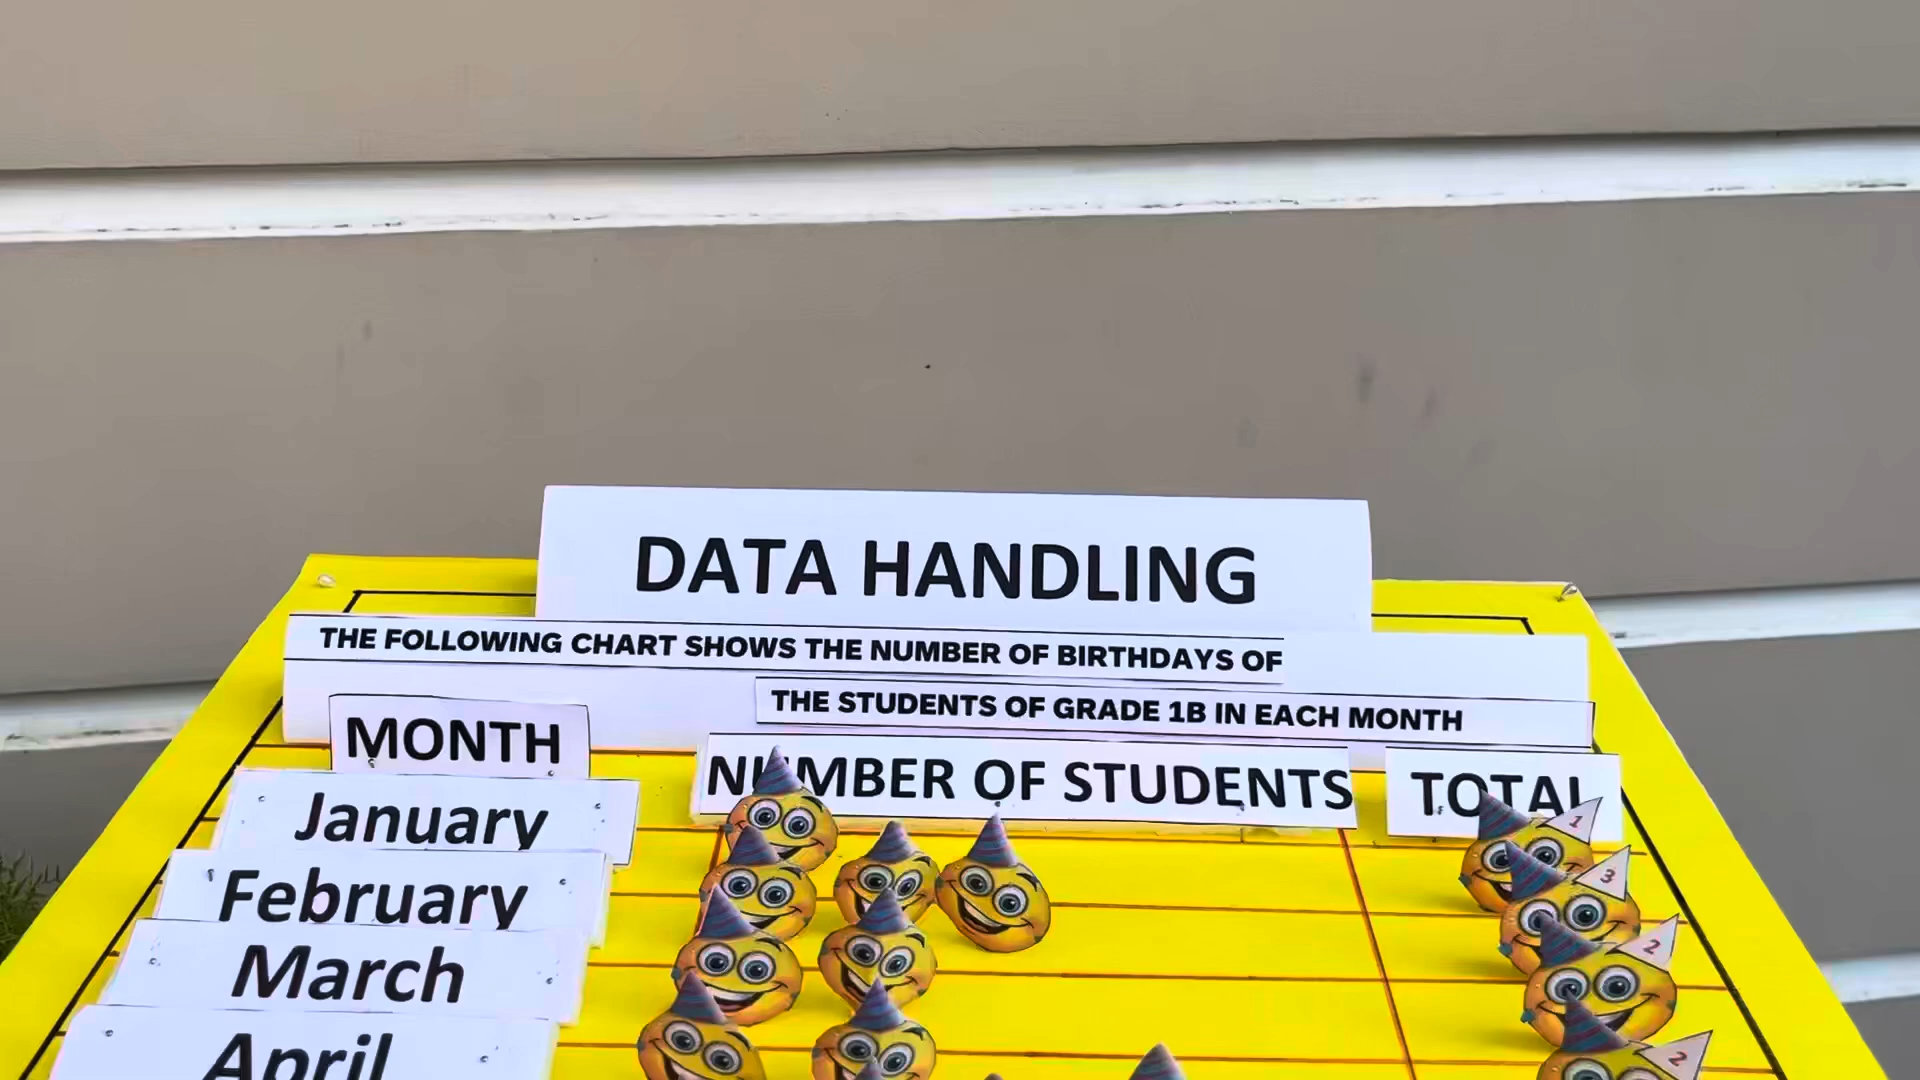 DATA HANDLING
THE FOLLOWING CHART SHOWS THE NUMBER OF BIRTHDAYS OF
THE STUDENTS OF GRADE 1B IN EACH MONTH
MONTH NUMBER OF STUDENTS TOTAL
January 1
February 3
March 2
April 2